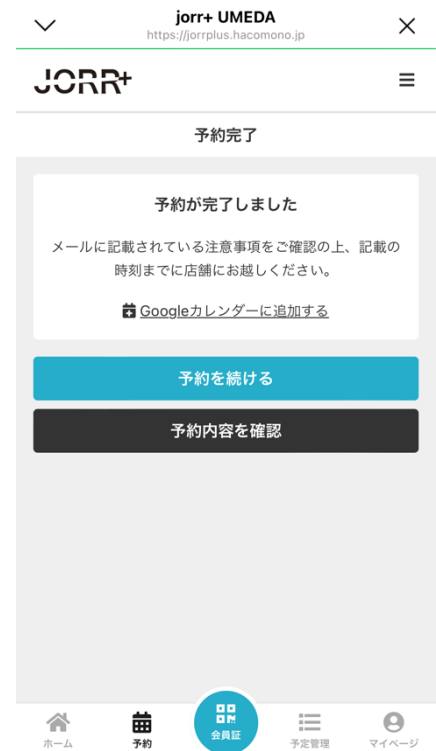 jorr+ UMEDA
https://jorrplus.hacomono.jp
JORR+
予約完了
予約が完了しました
メールに記載されている注意事項をご確認の上、記載の
時刻までに店舗にお越しください。
Googleカレンダーに追加する
予約を続ける
予約内容を確認
ホーム
予約
会員証
予定管理
マイページ